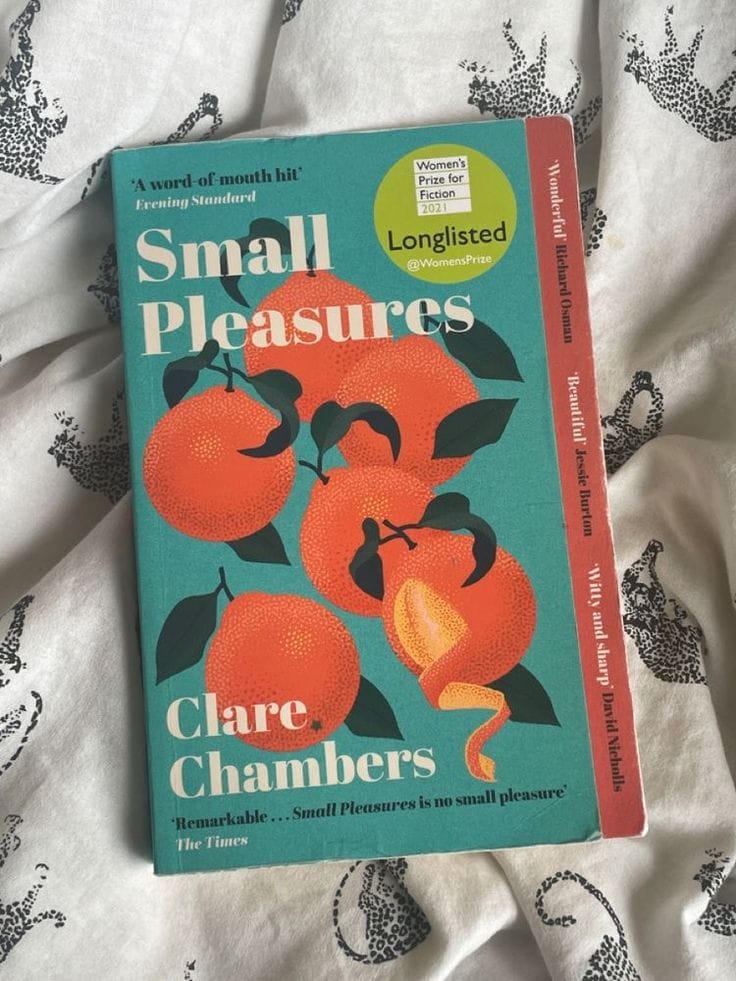 'A word-of-mouth hit'
Evening Standard
Women's
Prize for
Fiction
2021
Longlisted
@WomensPrize
Small
Pleasures
Clare
Chambers
'Remarkable ... Small Pleasures is no small pleasure'
The Times
'Wonderful' Richard Osman
'Beautiful' Jessie Burton
'Witty and sharp' David Nicholls